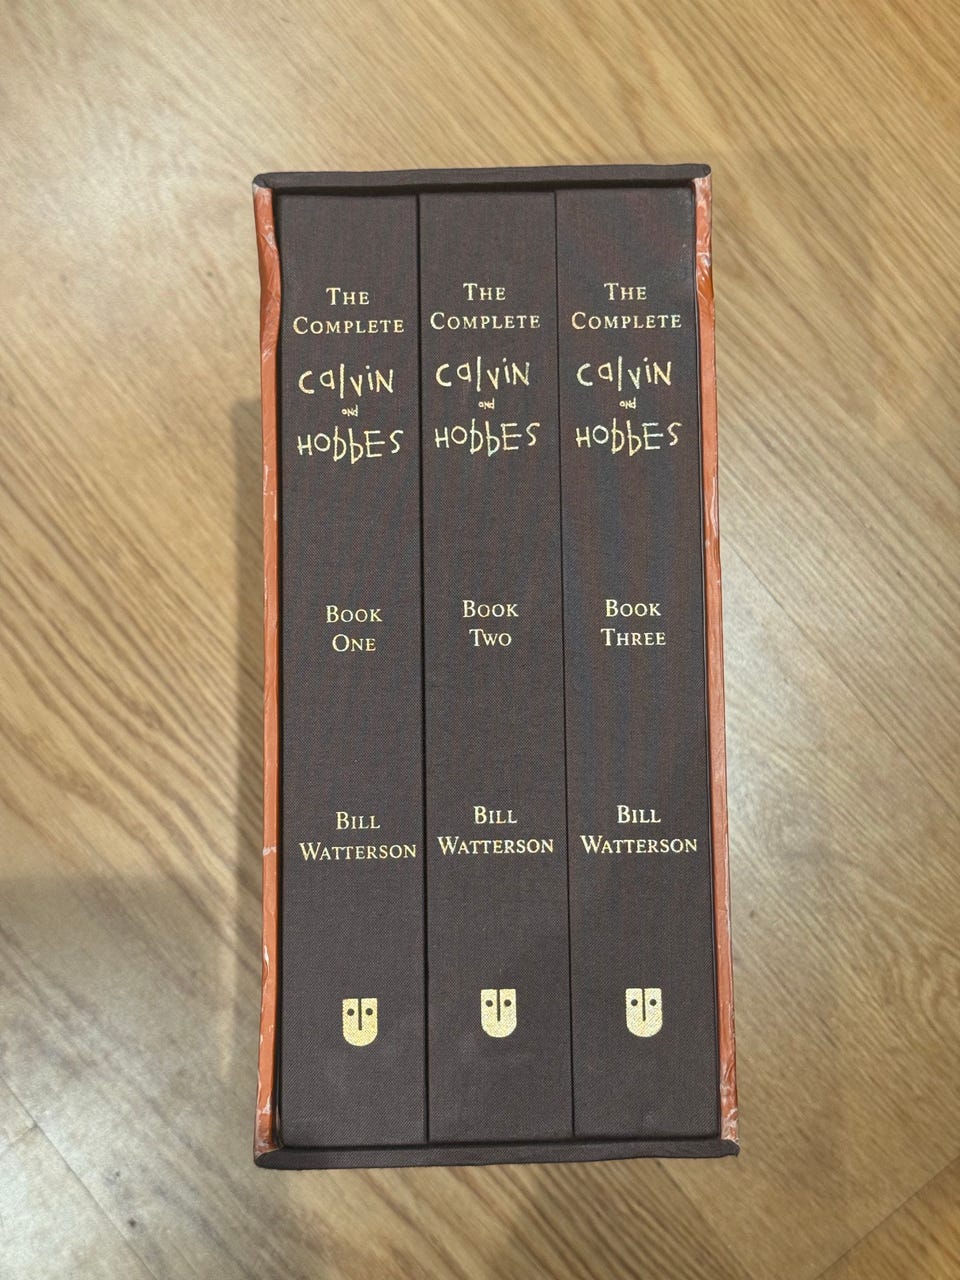 The
Complete
Calvin
and
Hobbes
Book
One
Bill
Watterson
The
Complete
Calvin
and
Hobbes
Book
Two
Bill
Watterson
The
Complete
Calvin
and
Hobbes
Book
Three
Bill
Watterson